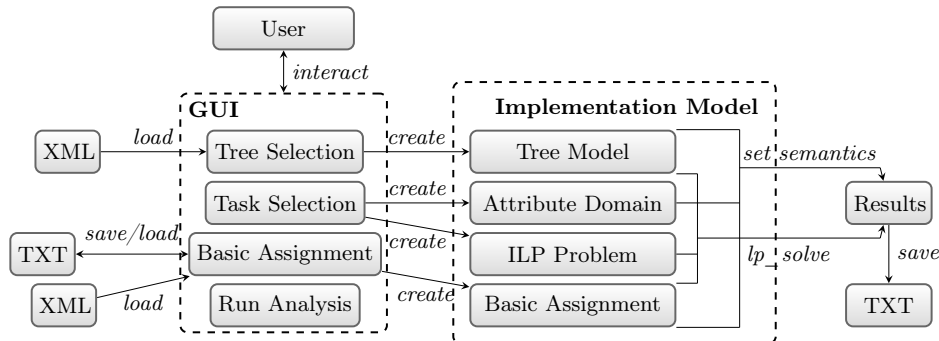 User
interact
GUI
Implementation Model
XML
load
Tree Selection
create
Tree Model
set semantics
Task Selection
create
Attribute Domain
Results
TXT
save/load
Basic Assignment
create
ILP Problem
lp_solve
save
XML
load
Run Analysis
create
Basic Assignment
TXT